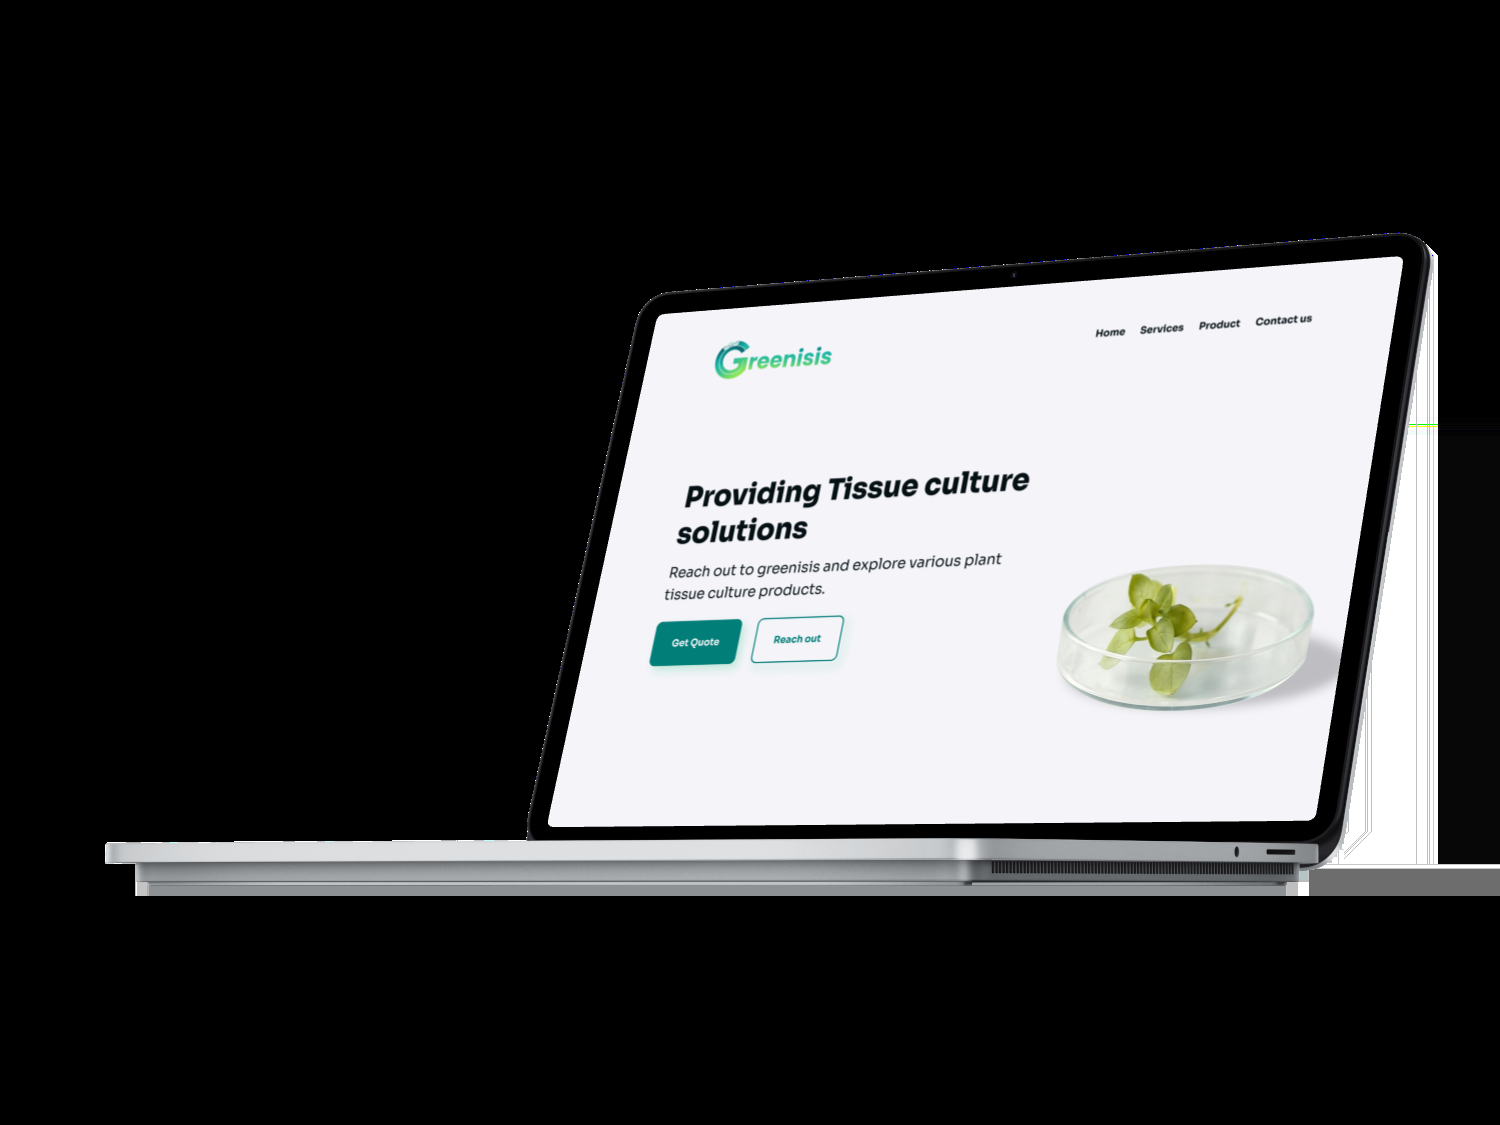 Greenisis
Home Services Product Contact us
Providing Tissue culture
solutions
Reach out to greenisis and explore various plant
tissue culture products.
Get Quote Reach out